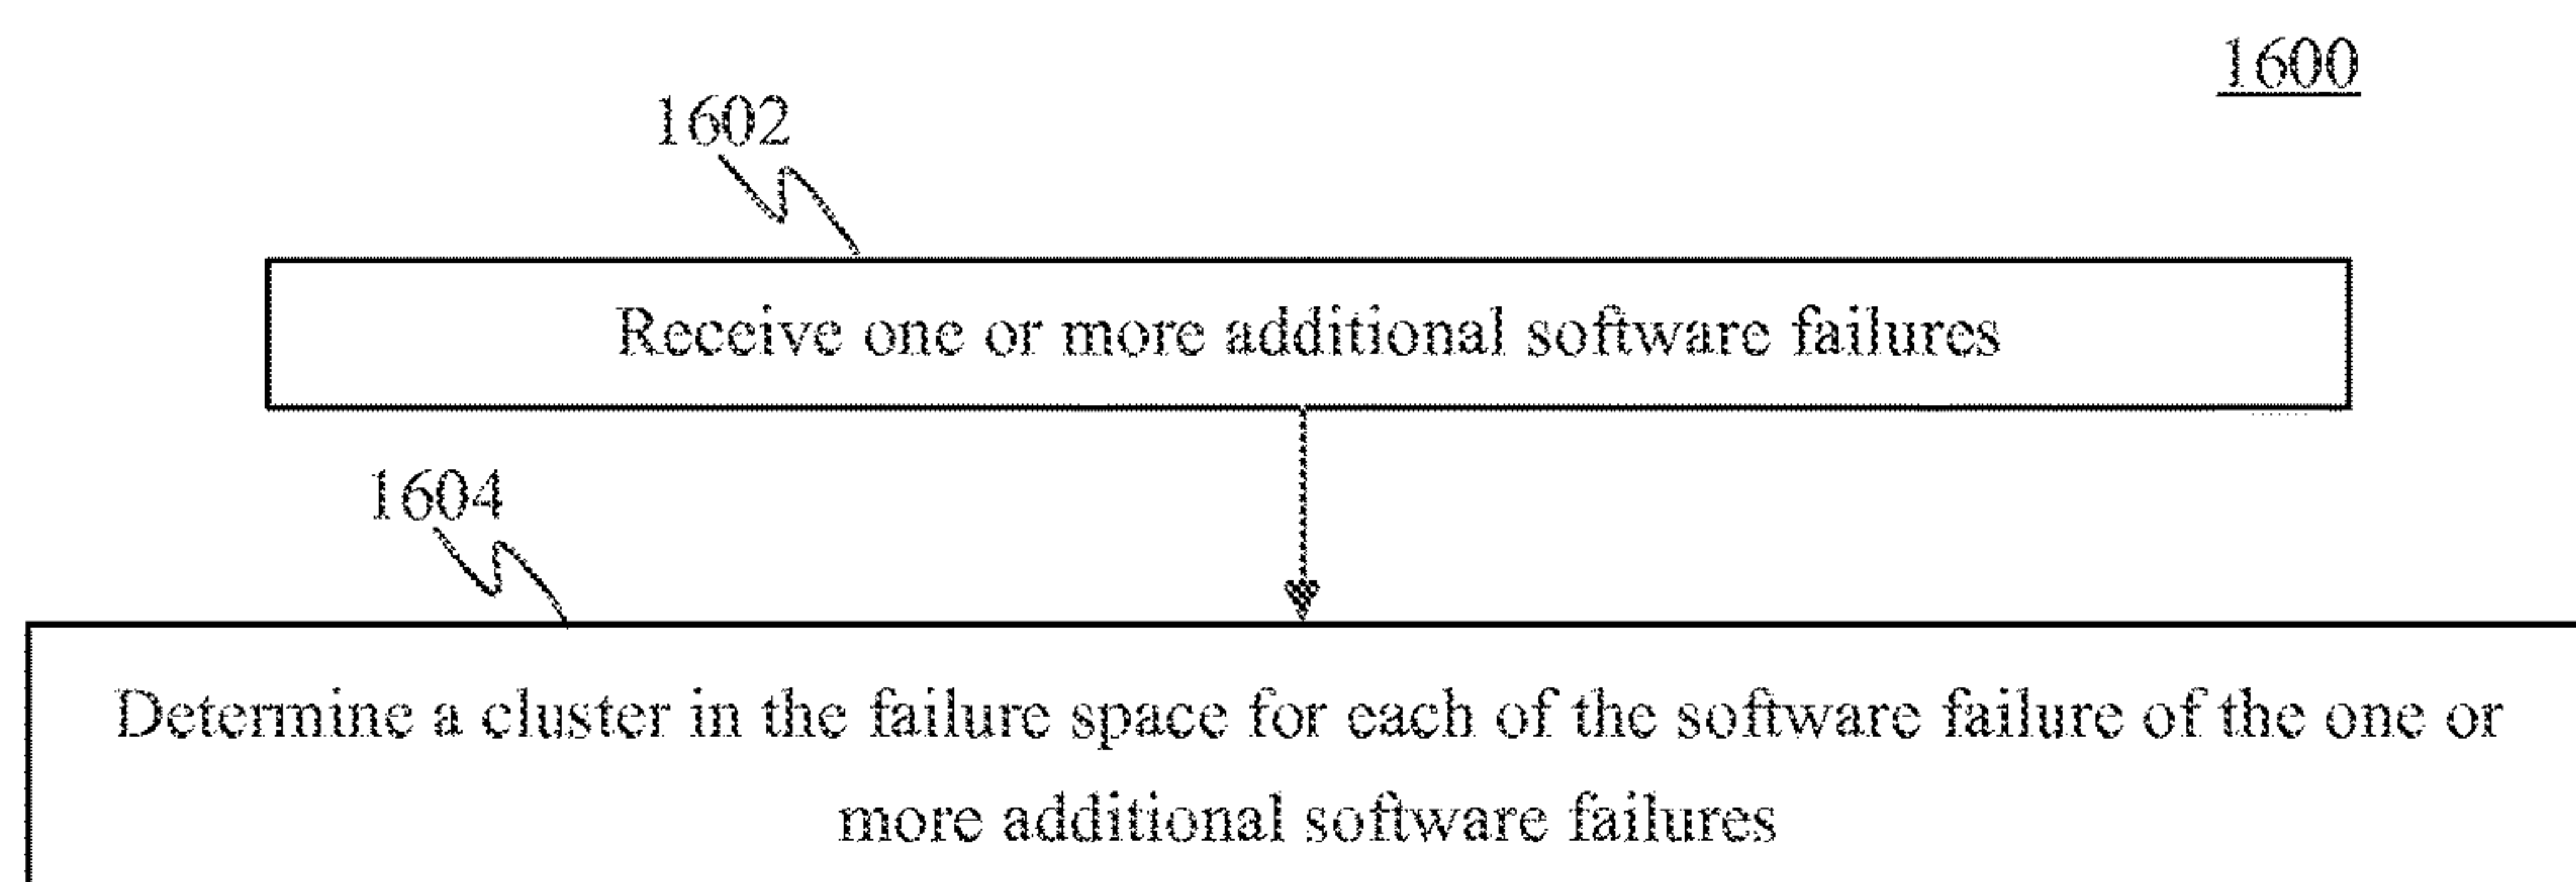 1600
1602
Receive one or more additional software failures
1604
Determine a cluster in the failure space for each of the software failure of the one or
more additional software failures